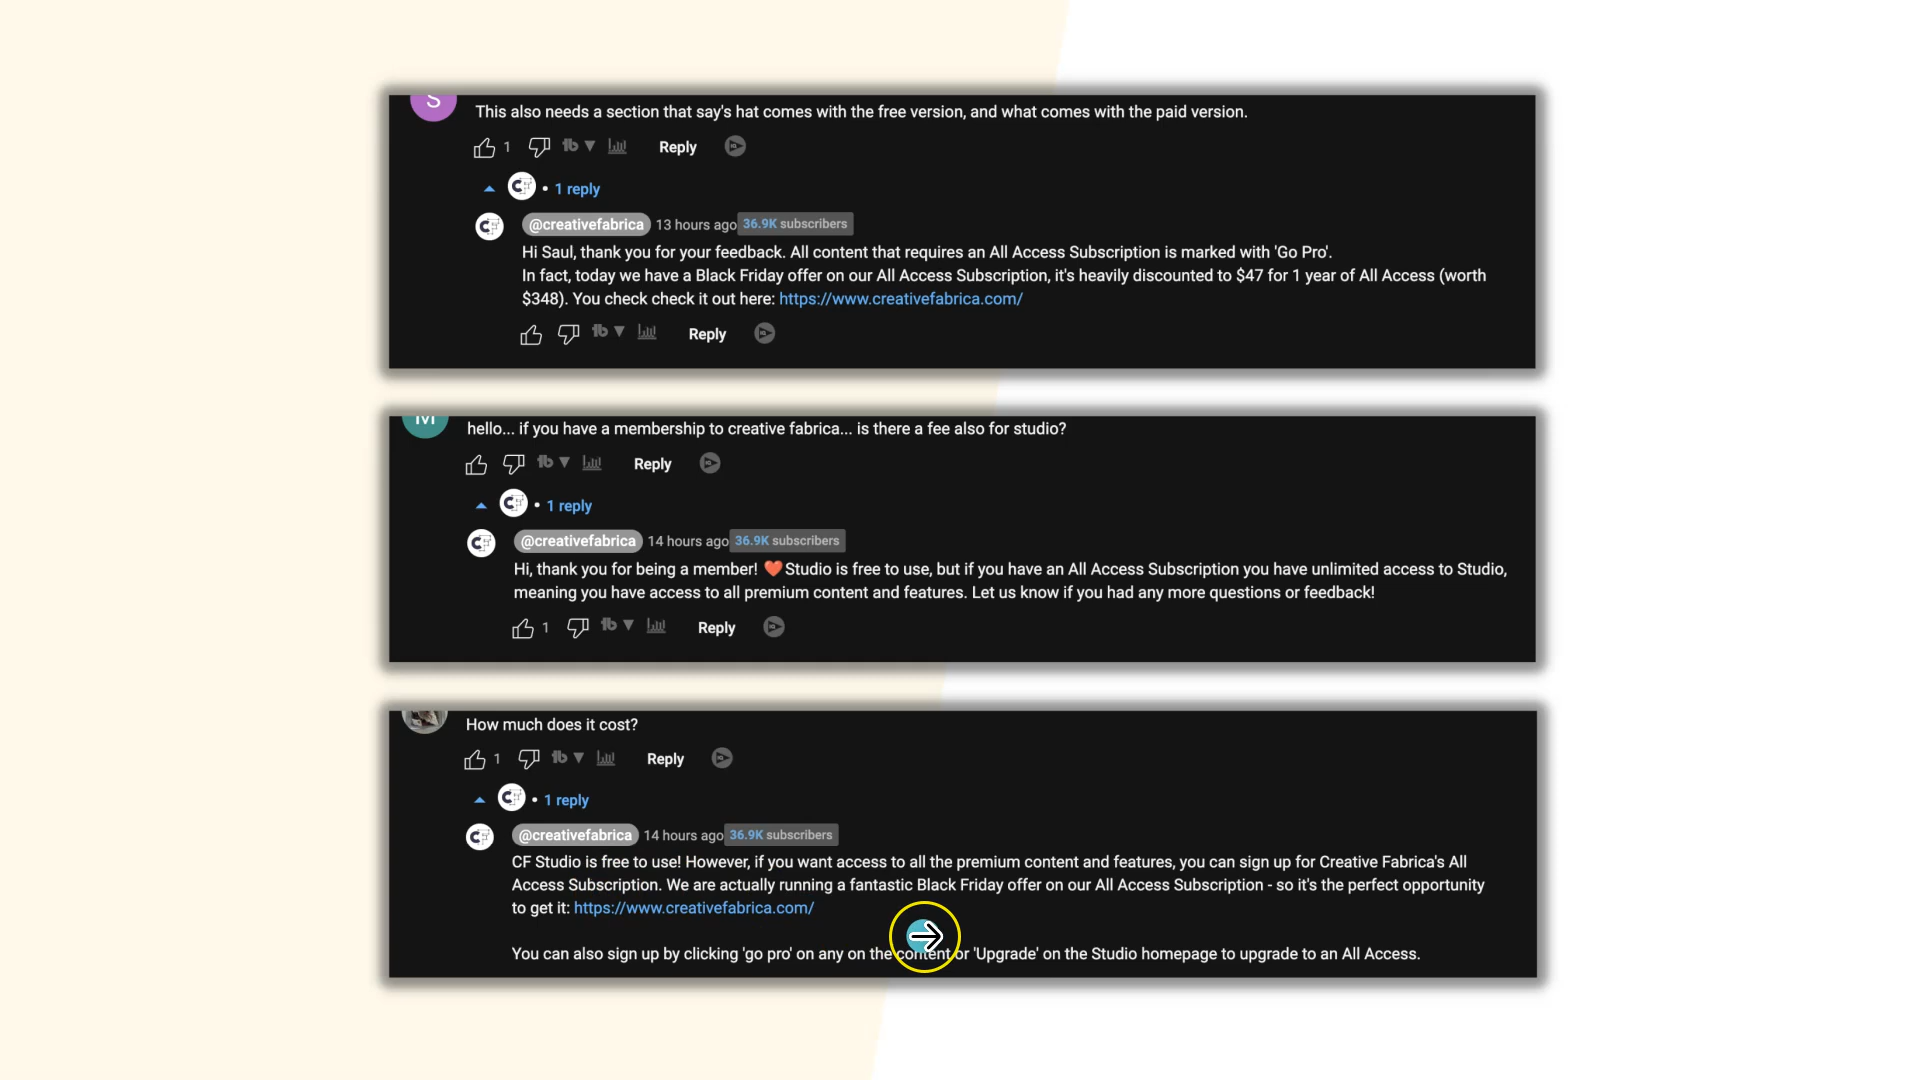 S
This also needs a section that say's hat comes with the free version, and what comes with the paid version.
1 Reply
• 1 reply
@creativefabrica 13 hours ago 36.9K subscribers
Hi Saul, thank you for your feedback. All content that requires an All Access Subscription is marked with 'Go Pro'.
In fact, today we have a Black Friday offer on our All Access Subscription, it's heavily discounted to $47 for 1 year of All Access (worth
$348). You check check it out here: https://www.creativefabrica.com/
Reply
M
hello... if you have a membership to creative fabrica... is there a fee also for studio?
Reply
• 1 reply
@creativefabrica 14 hours ago 36.9K subscribers
Hi, thank you for being a member! ❤️Studio is free to use, but if you have an All Access Subscription you have unlimited access to Studio,
meaning you have access to all premium content and features. Let us know if you had any more questions or feedback!
1 Reply
How much does it cost?
1 Reply
• 1 reply
@creativefabrica 14 hours ago 36.9K subscribers
CF Studio is free to use! However, if you want access to all the premium content and features, you can sign up for Creative Fabrica's All
Access Subscription. We are actually running a fantastic Black Friday offer on our All Access Subscription - so it's the perfect opportunity
to get it: https://www.creativefabrica.com/
You can also sign up by clicking 'go pro' on any on the content or 'Upgrade' on the Studio homepage to upgrade to an All Access.